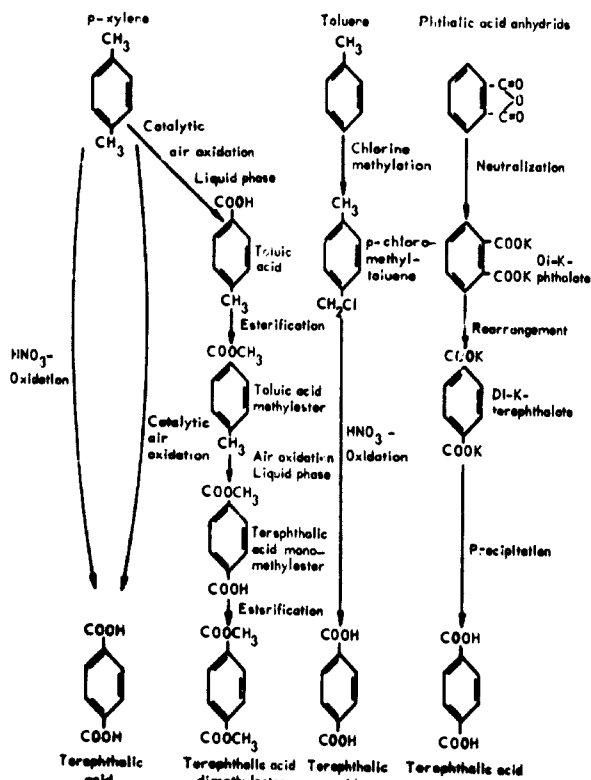 p-xylene
CH3
CH3
Catalytic
air oxidation
Liquid phase
COOH
Toluic
acid
CH3
Esterification
COOCH3
Toluic acid
methylester
CH3
Air oxidation
Liquid phase
COOCH3
Terephthalic
acid mono-
methylester
COOH
Esterification
COOCH3
COOCH3
Terephthalic acid
HNO3-
Oxidation
Catalytic
air
oxidation
COOH
COOH
Terephthalic
acid
Toluene
CH3
Chlorine
methylation
CH3
p-chloro-
methyl-
toluene
CH2Cl
HNO3-
Oxidation
COOH
COOH
Terephthalic
Phthalic acid anhydrids
C=O
O
C=O
Neutralization
COOK
COOK
Di-K-
phthalate
Rearrangement
COOK
DI-K-
terephthalate
COOK
Precipitation
COOH
COOH
Terephthalic acid